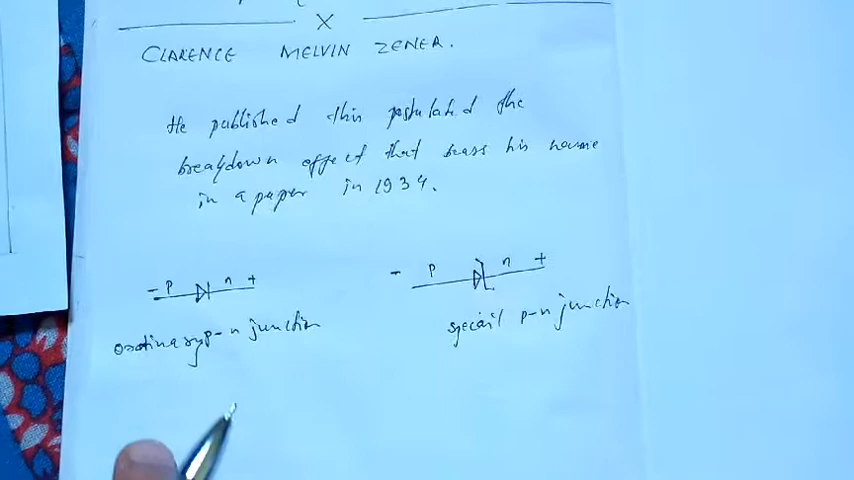 X
CLARENCE MELVIN ZENER.
He published this postulated the
breakdown effect that bears his name
in a paper in 1934.
- p n +
- p n +
ordinary p-n junction
specail p-n junction